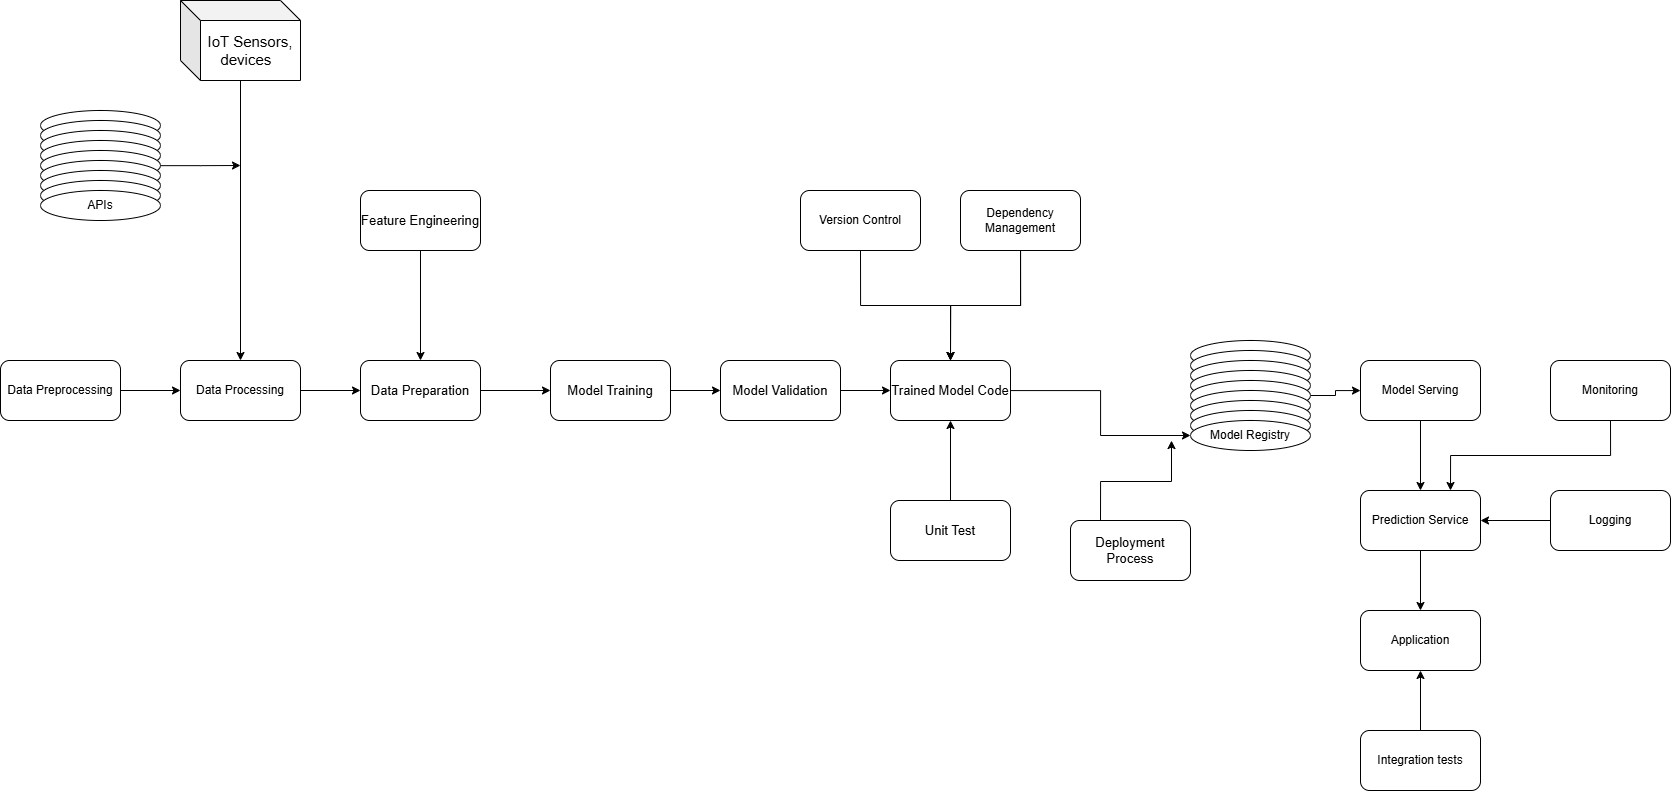 IoT Sensors,
devices
APIs
Feature Engineering
Version Control
Dependency
Management
Data Preprocessing
Data Processing
Data Preparation
Model Training
Model Validation
Trained Model Code
Model Registry
Model Serving
Monitoring
Unit Test
Deployment
Process
Prediction Service
Logging
Application
Integration tests